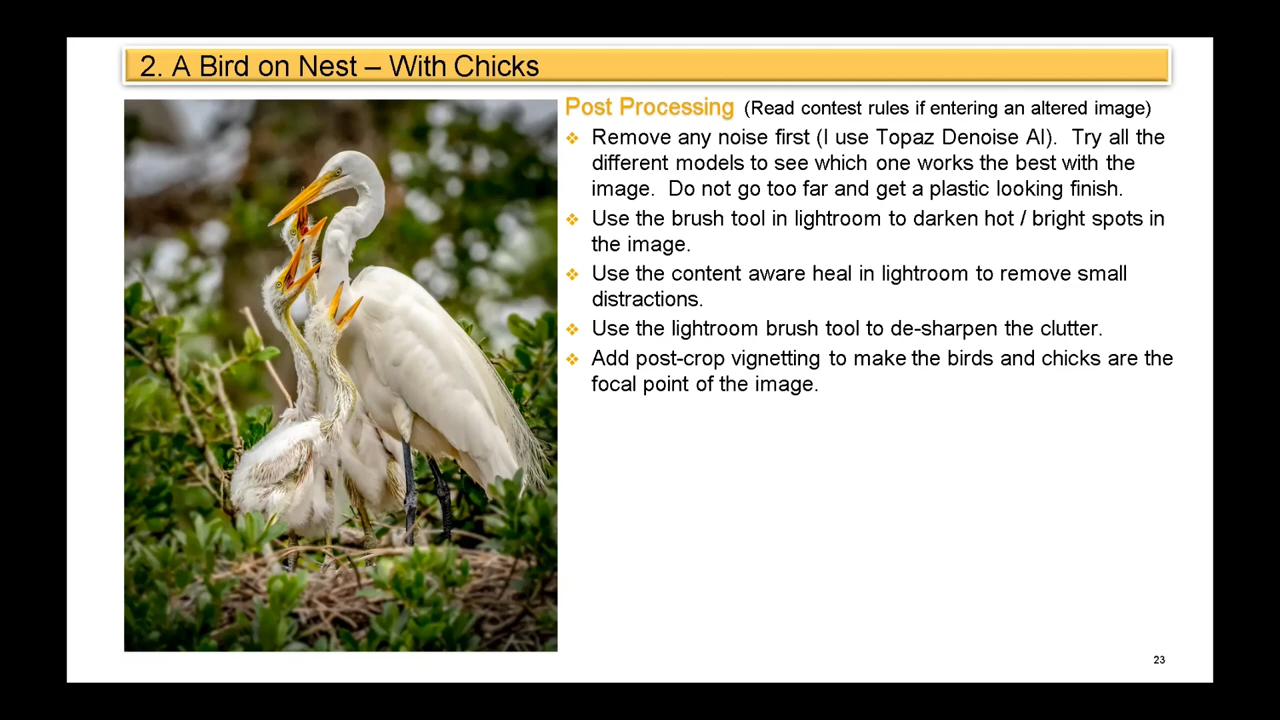 2. A Bird on Nest – With Chicks
Post Processing (Read contest rules if entering an altered image)
❖ Remove any noise first (I use Topaz Denoise AI). Try all the
different models to see which one works the best with the
image. Do not go too far and get a plastic looking finish.
❖ Use the brush tool in lightroom to darken hot / bright spots in
the image.
❖ Use the content aware heal in lightroom to remove small
distractions.
❖ Use the lightroom brush tool to de-sharpen the clutter.
❖ Add post-crop vignetting to make the birds and chicks are the
focal point of the image.
23